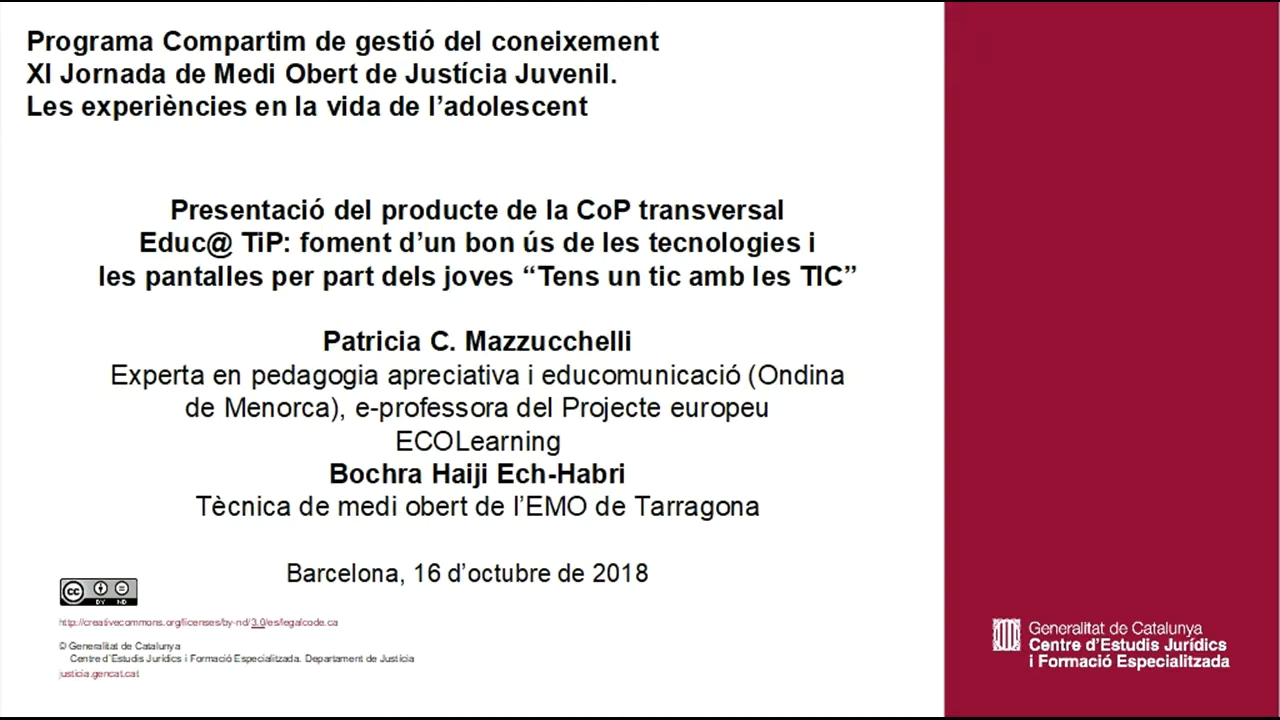 Programa Compartim de gestió del coneixement
XI Jornada de Medi Obert de Justícia Juvenil.
Les experiències en la vida de l’adolescent
Presentació del producte de la CoP transversal
Educ@ TiP: foment d’un bon ús de les tecnologies i
les pantalles per part dels joves “Tens un tic amb les TIC”
Patricia C. Mazzucchelli
Experta en pedagogia apreciativa i educomunicació (Ondina
de Menorca), e-professora del Projecte europeu
ECOLearning
Bochra Haiji Ech-Habri
Tècnica de medi obert de l’EMO de Tarragona
Barcelona, 16 d’octubre de 2018
cc BY ND
http://creativecommons.org/licenses/by-nd/3.0/es/legalcode.ca
© Generalitat de Catalunya
Centre d’Estudis Jurídics i Formació Especialitzada. Departament de Justícia
justicia.gencat.cat
Generalitat de Catalunya
Centre d’Estudis Jurídics
i Formació Especialitzada